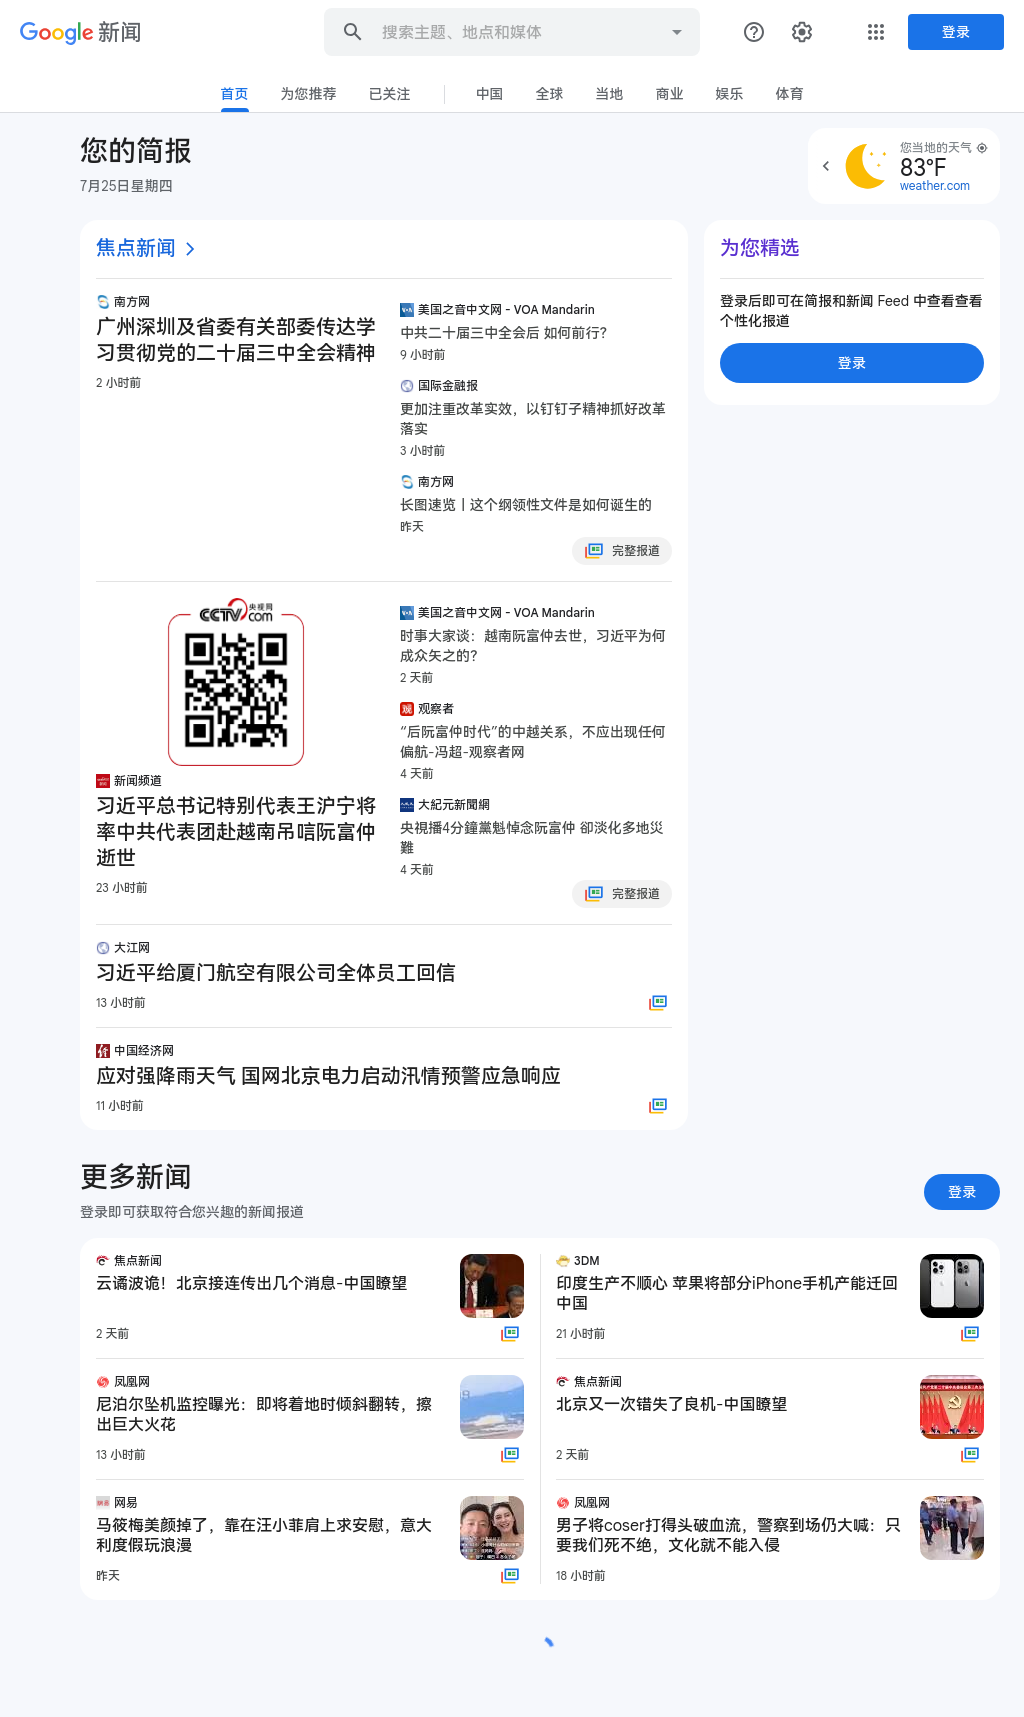 Google 新闻
搜索主题、地点和媒体
登录
首页
为您推荐
已关注
中国
全球
当地
商业
娱乐
体育
您的简报
7月25日星期四
您当地的天气
83°F
weather.com
焦点新闻
南方网
广州深圳及省委有关部委传达学
习贯彻党的二十届三中全会精神
2 小时前
美国之音中文网 - VOA Mandarin
中共二十届三中全会后 如何前行？
9 小时前
国际金融报
更加注重改革实效，以钉钉子精神抓好改革
落实
3 小时前
南方网
长图速览丨这个纲领性文件是如何诞生的
昨天
完整报道
为您精选
登录后即可在简报和新闻 Feed 中查看查看
个性化报道
登录
CCTV 央视网
com
新闻频道
习近平总书记特别代表王沪宁将
率中共代表团赴越南吊唁阮富仲
逝世
23 小时前
美国之音中文网 - VOA Mandarin
时事大家谈：越南阮富仲去世，习近平为何
成众矢之的？
2 天前
观察者
“后阮富仲时代”的中越关系，不应出现任何
偏航-冯超-观察者网
4 天前
大紀元新聞網
央視播4分鐘黨魁悼念阮富仲 卻淡化多地災
難
4 天前
完整报道
大江网
习近平给厦门航空有限公司全体员工回信
13 小时前
中国经济网
应对强降雨天气 国网北京电力启动汛情预警应急响应
11 小时前
更多新闻
登录即可获取符合您兴趣的新闻报道
登录
焦点新闻
云谲波诡！北京接连传出几个消息-中国瞭望
2 天前
3DM
印度生产不顺心 苹果将部分iPhone手机产能迁回
中国
21 小时前
凤凰网
尼泊尔坠机监控曝光：即将着地时倾斜翻转，擦
出巨大火花
13 小时前
焦点新闻
北京又一次错失了良机-中国瞭望
2 天前
网易
马筱梅美颜掉了，靠在汪小菲肩上求安慰，意大
利度假玩浪漫
昨天
凤凰网
男子将coser打得头破血流，警察到场仍大喊：只
要我们死不绝，文化就不能入侵
18 小时前